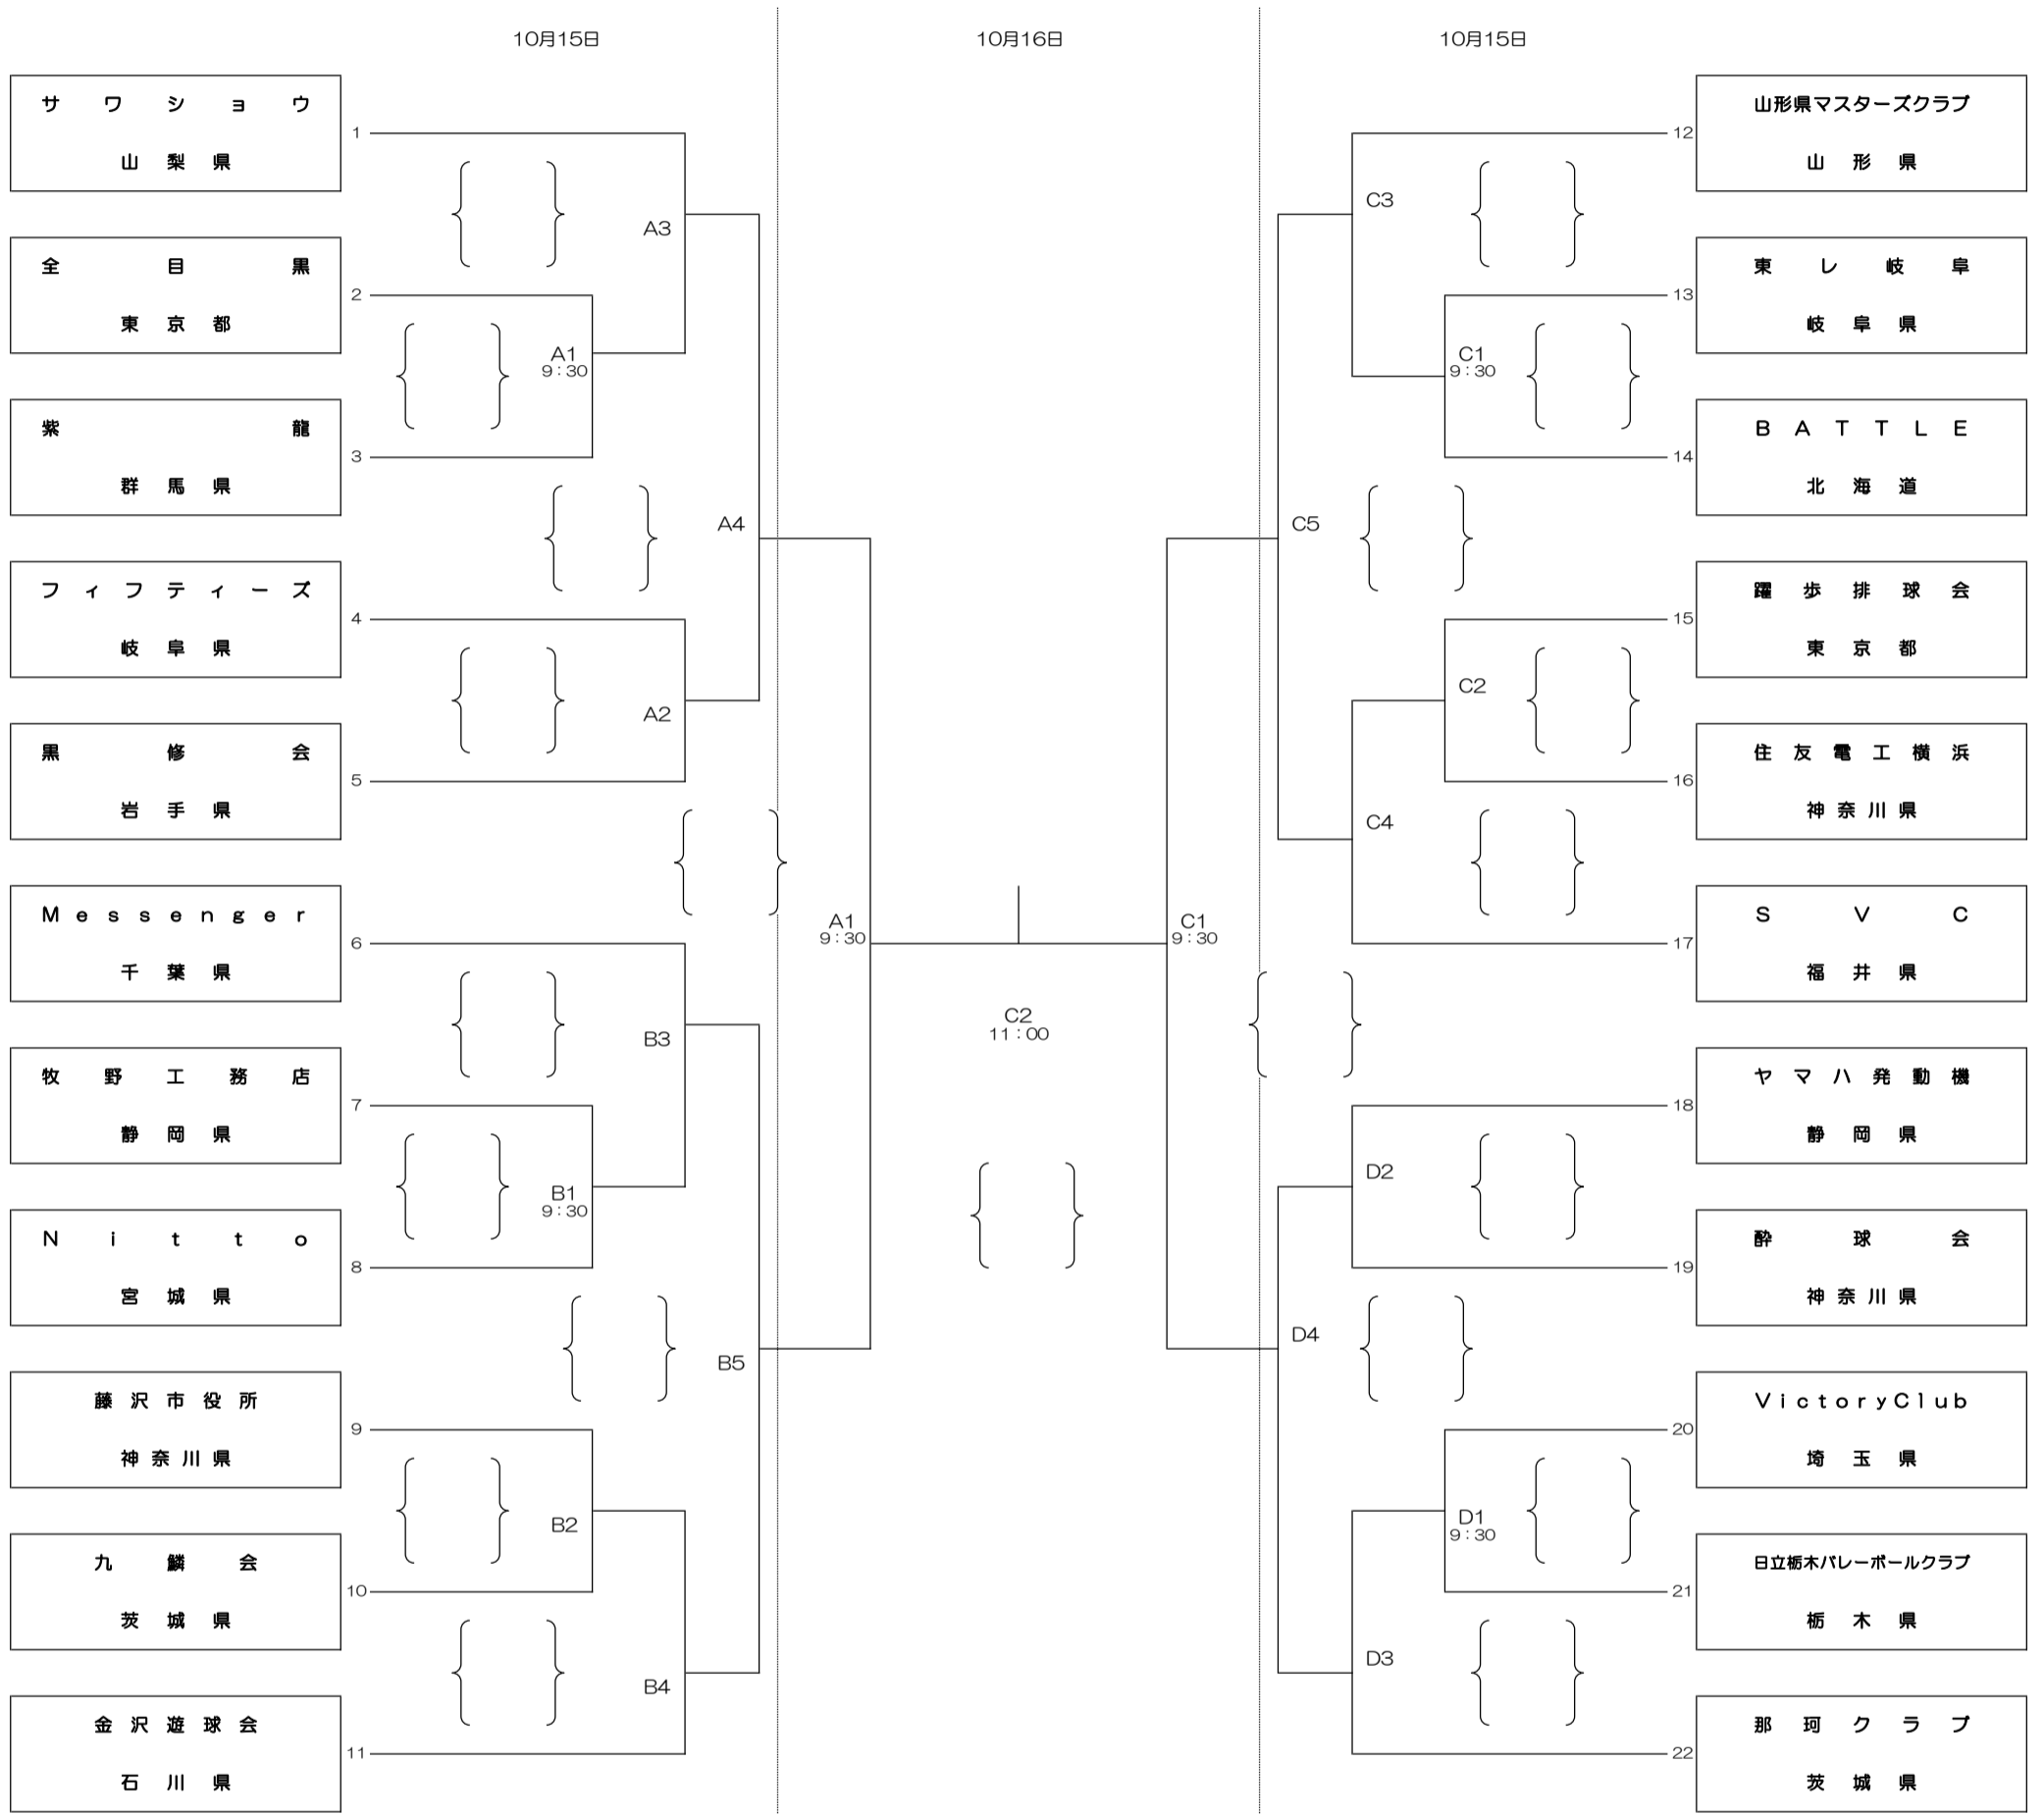 10月15日
10月16日
10月15日
サワショウ
山梨県
1
全目黒
東京都
2
紫龍
群馬県
3
フィフティーズ
岐阜県
4
黒修会
岩手県
5
Messenger
千葉県
6
牧野工務店
静岡県
7
Nitto
宮城県
8
藤沢市役所
神奈川県
9
九鱗会
茨城県
10
金沢遊球会
石川県
11
A3
A1
9:30
A4
A2
B3
B1
9:30
B5
B2
B4
A1
9:30
C1
9:30
C2
11:00
C3
C1
9:30
C5
C2
C4
D2
D4
D1
9:30
D3
12
山形県マスターズクラブ
山形県
13
東レ岐阜
岐阜県
14
BATTLE
北海道
15
躍歩排球会
東京都
16
住友電工横浜
神奈川県
17
SVC
福井県
18
ヤマハ発動機
静岡県
19
酔球会
神奈川県
20
VictoryClub
埼玉県
21
日立栃木バレーボールクラブ
栃木県
22
那珂クラブ
茨城県